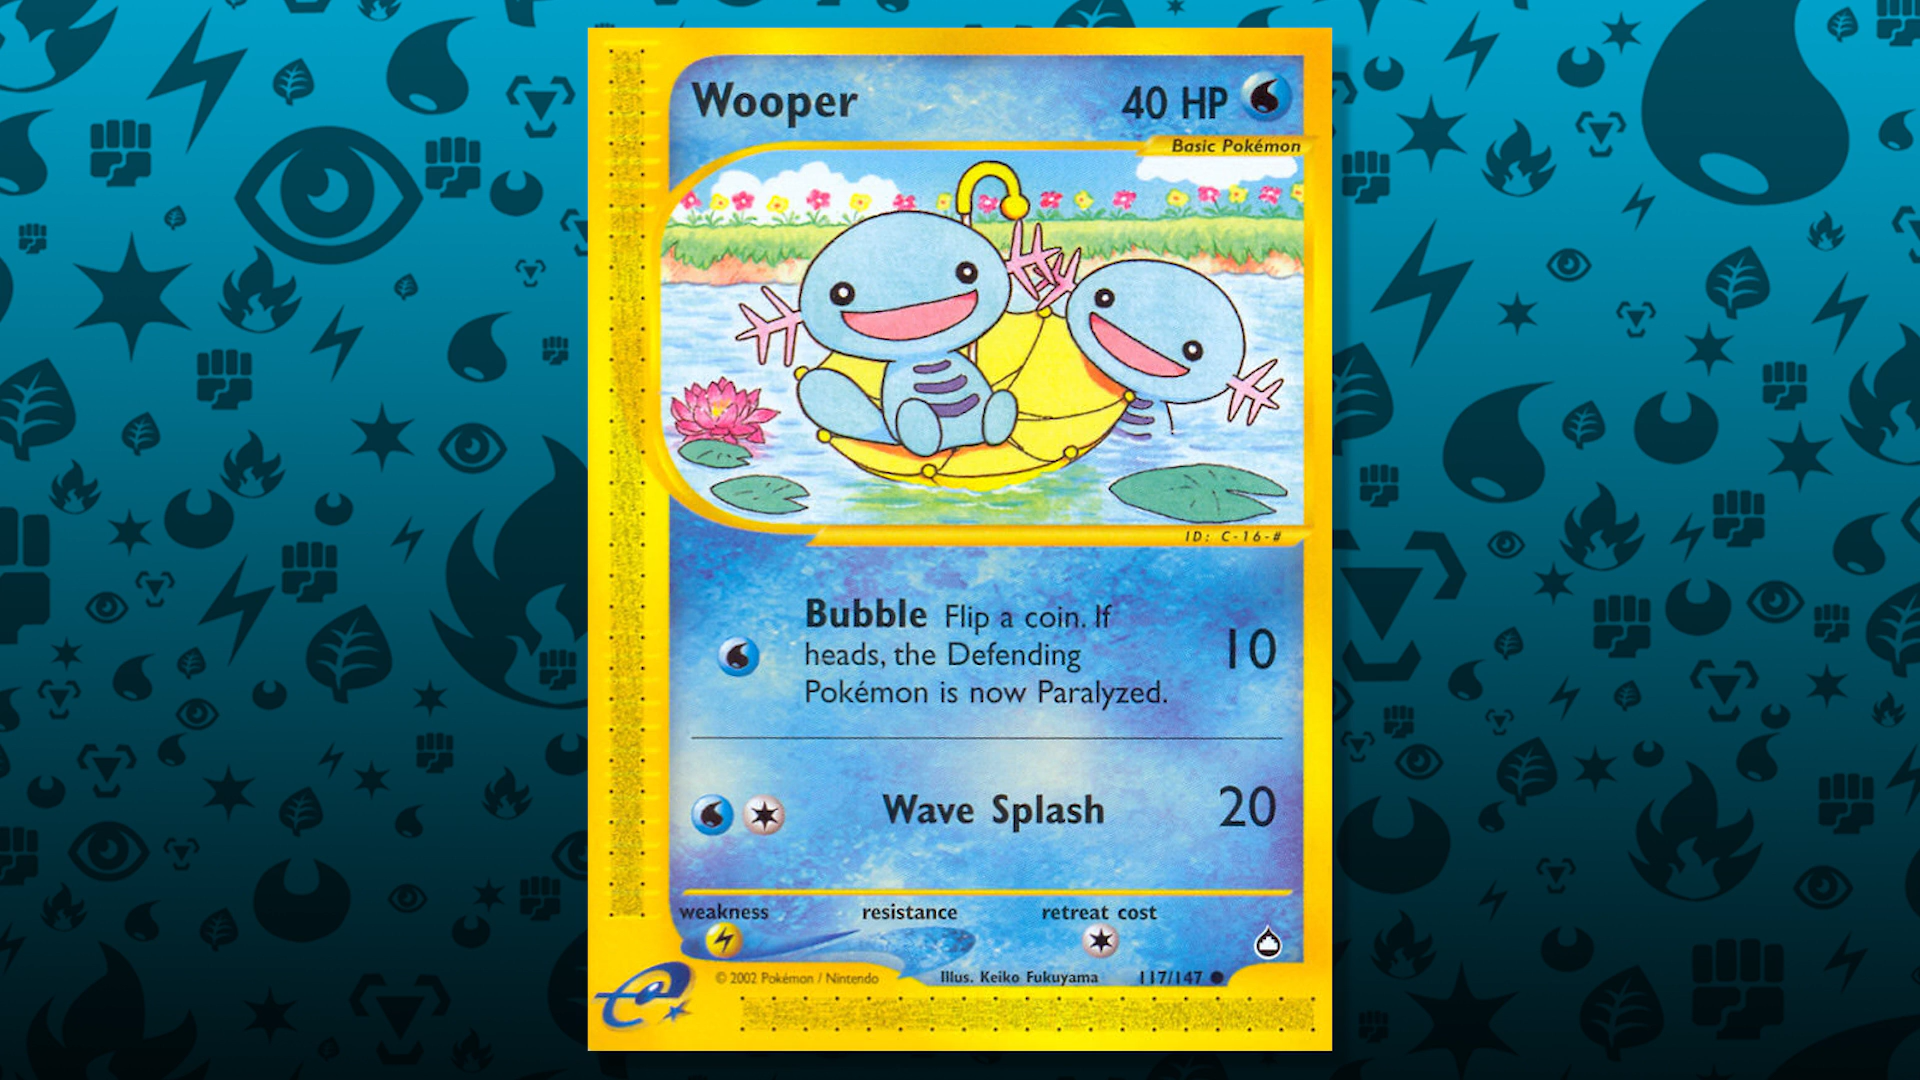 Wooper
40 HP
Basic Pokémon
ID: C-16-#
Bubble Flip a coin. If
heads, the Defending
Pokémon is now Paralyzed.
10
Wave Splash
20
weakness
resistance
retreat cost
© 2002 Pokémon / Nintendo
Illus. Keiko Fukuyama
117/147
e